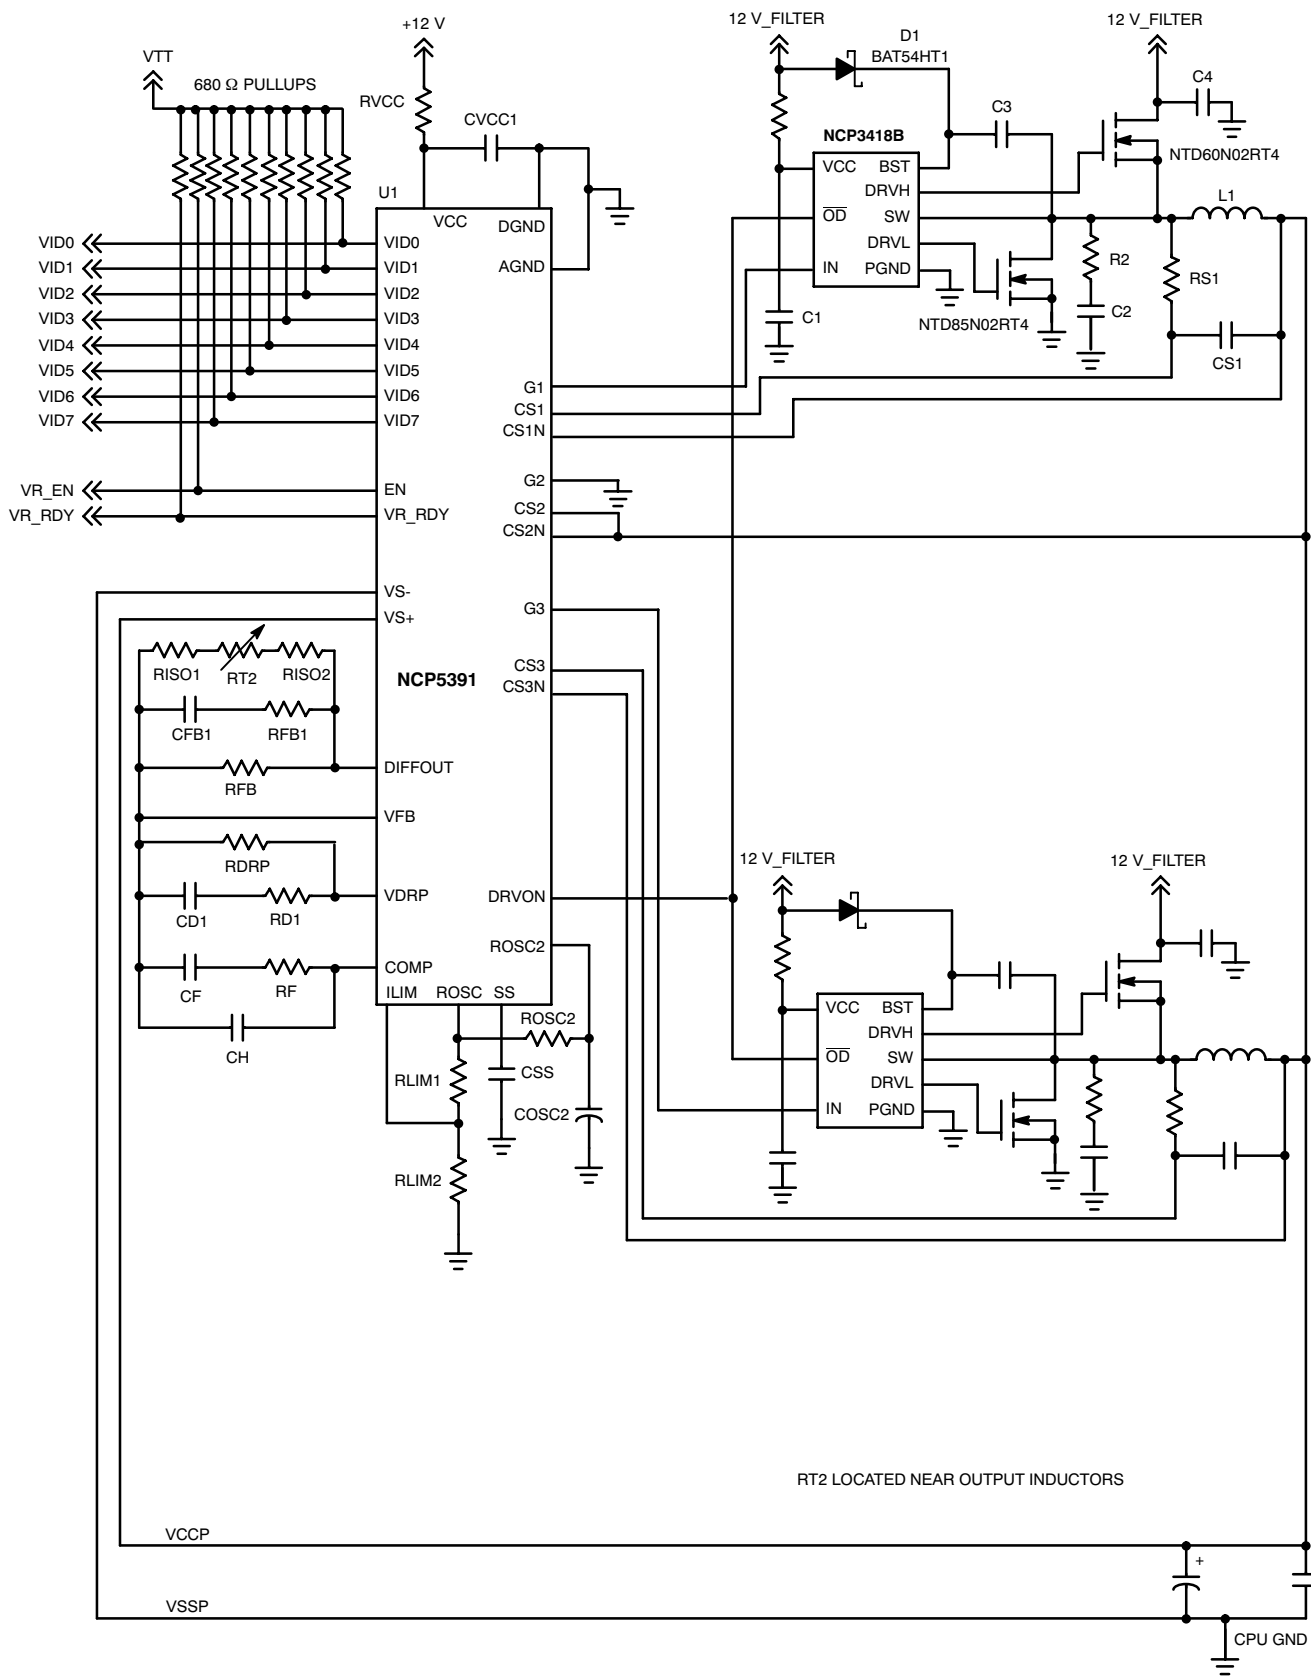 +12 V
12 V_FILTER
D1
BAT54HT1
12 V_FILTER
VTT
680 Ω PULLUPS
RVCC
CVCC1
C3
C4
NCP3418B
NTD60N02RT4
U1
VCC
DGND
AGND
VCC
BST
DRVH
OD
SW
DRVL
IN
PGND
L1
R2
RS1
C1
NTD85N02RT4
C2
CS1
VID0
VID0
VID1
VID1
VID2
VID2
VID3
VID3
VID4
VID4
VID5
VID5
VID6
VID6
VID7
VID7
G1
CS1
CS1N
VR_EN
EN
VR_RDY
VR_RDY
G2
CS2
CS2N
VS-
VS+
G3
RISO1
RT2
RISO2
NCP5391
CS3
CS3N
CFB1
RFB1
DIFFOUT
RFB
VFB
RDRP
VDRP
CD1
RD1
DRVON
12 V_FILTER
12 V_FILTER
ROSC2
COMP
CF
RF
ILIM
ROSC
SS
CH
ROSC2
RLIM1
CSS
COSC2
RLIM2
VCC
BST
DRVH
OD
SW
DRVL
IN
PGND
RT2 LOCATED NEAR OUTPUT INDUCTORS
VCCP
+
VSSP
CPU GND